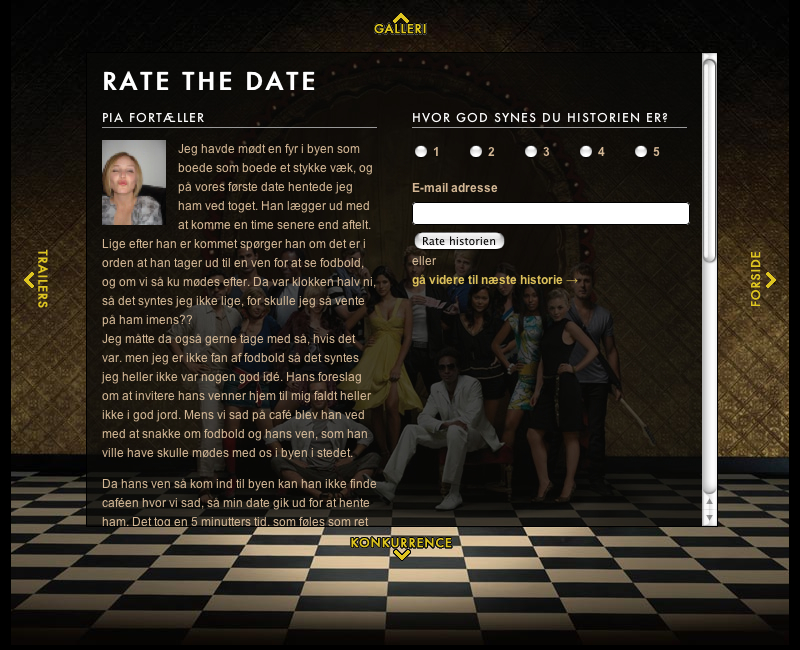 GALLERI
RATE THE DATE
PIA FORTÆLLER
Jeg havde mødt en fyr i byen som
boede som boede et stykke væk, og
på vores første date hentede jeg
ham ved toget. Han lægger ud med
at komme en time senere end aftelt.
Lige efter han er kommet spørger han om det er i
orden at han tager ud til en ven for at se fodbold,
og om vi så ku mødes efter. Da var klokken halv ni,
så det syntes jeg ikke lige, for skulle jeg så vente
på ham imens??
Jeg måtte da også gerne tage med så, hvis det
var. men jeg er ikke fan af fodbold så det syntes
jeg heller ikke var nogen god idé. Hans foreslag
om at invitere hans venner hjem til mig faldt heller
ikke i god jord. Mens vi sad på café blev han ved
med at snakke om fodbold og hans ven, som han
ville have skulle mødes med os i byen i stedet.
Da hans ven så kom ind til byen kan han ikke finde
caféen hvor vi sad, så min date gik ud for at hente
ham. Det tog en 5 minutters tid, som føles som ret
HVOR GOD SYNES DU HISTORIEN ER?
1 2 3 4 5
E-mail adresse
Rate historien
eller
gå videre til næste historie →
TRAILERS
FORSIDE
KONKURRENCE